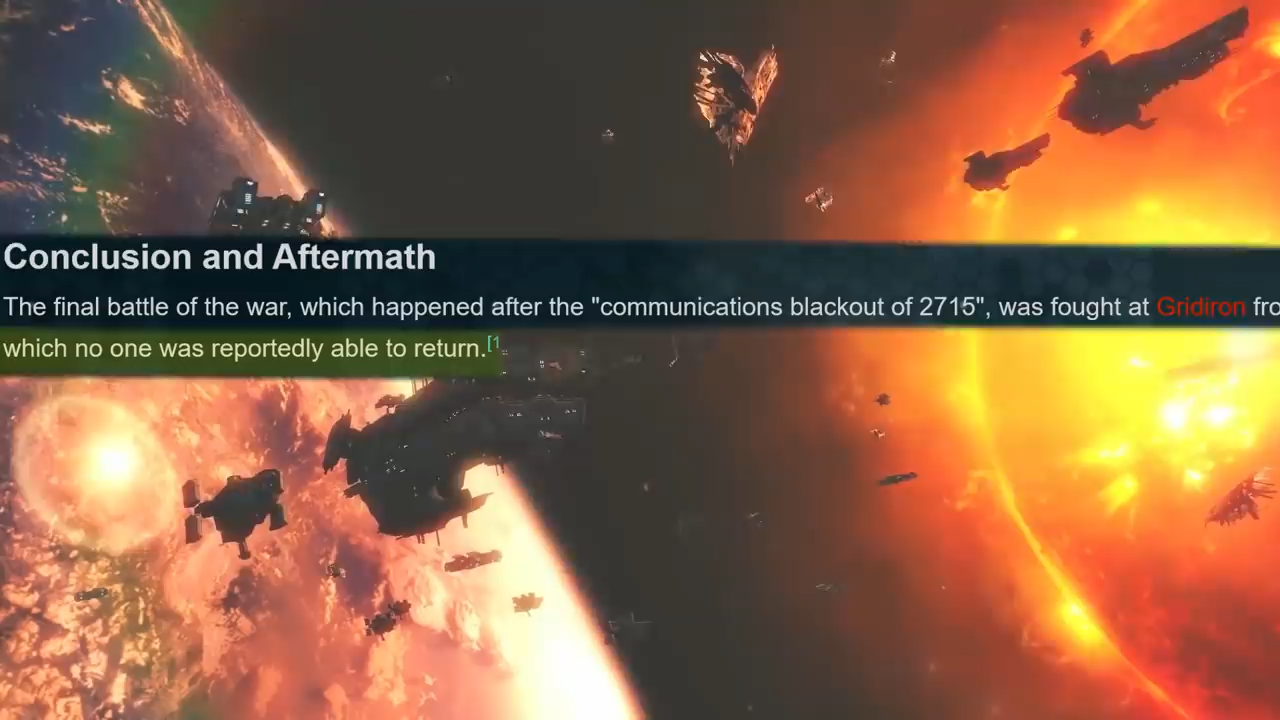 Conclusion and Aftermath
The final battle of the war, which happened after the "communications blackout of 2715", was fought at Gridiron
which no one was reportedly able to return.[1